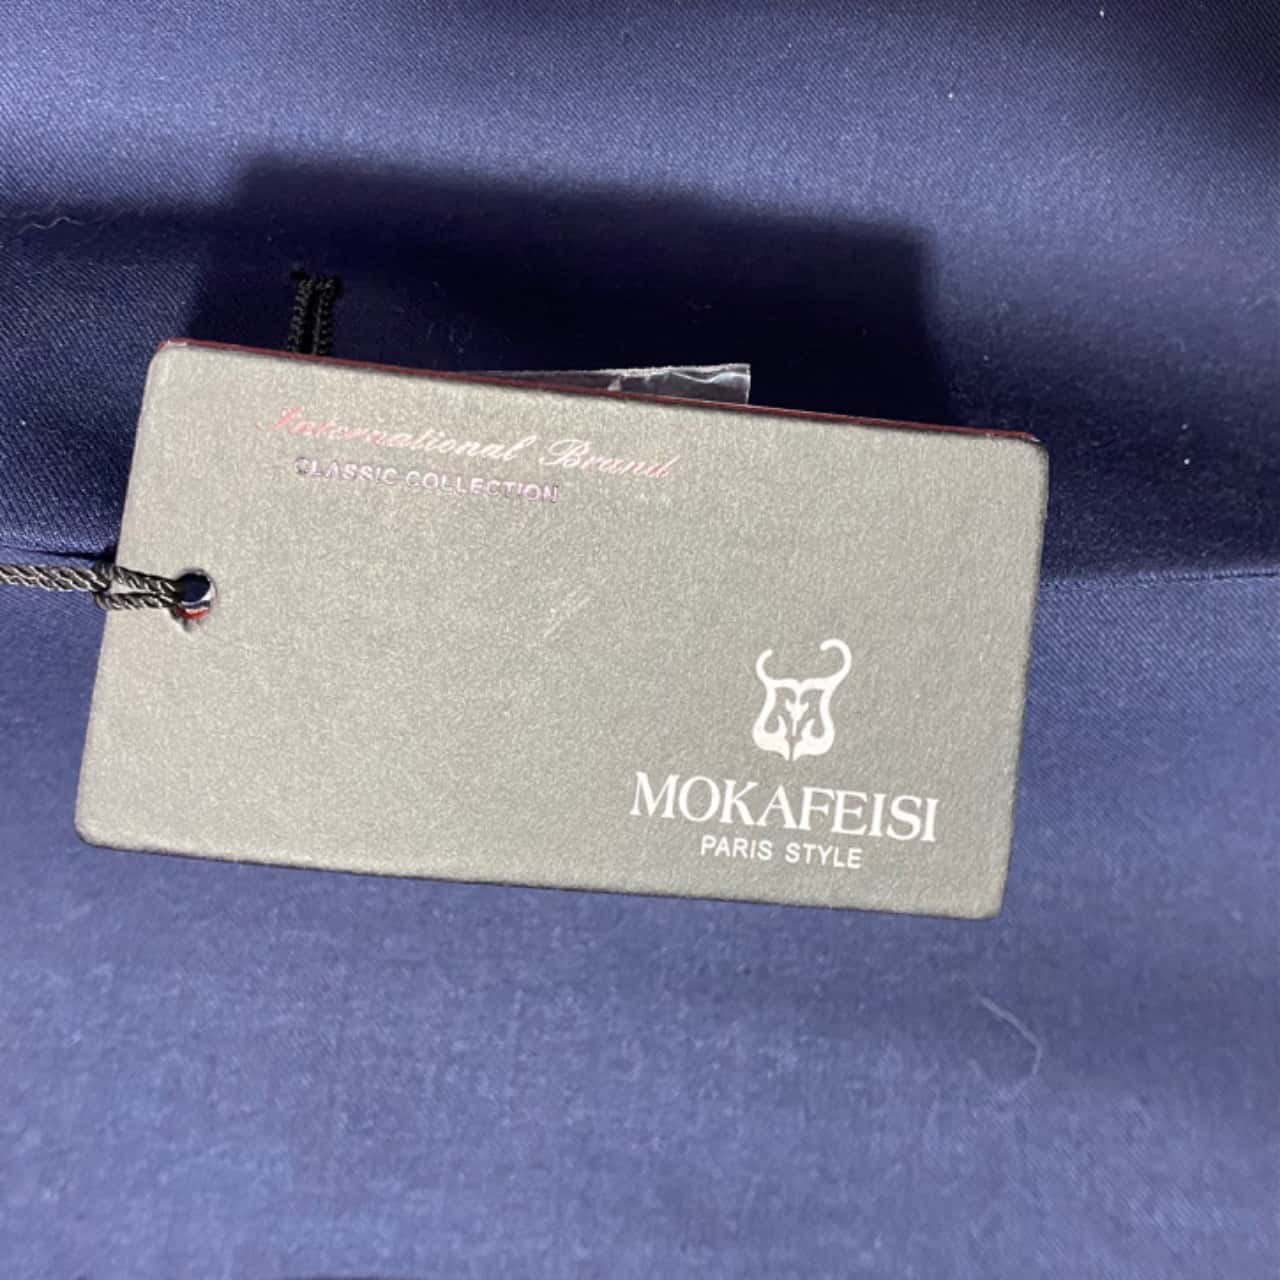 International Brand
CLASSIC COLLECTION
MOKAFEISI
PARIS STYLE